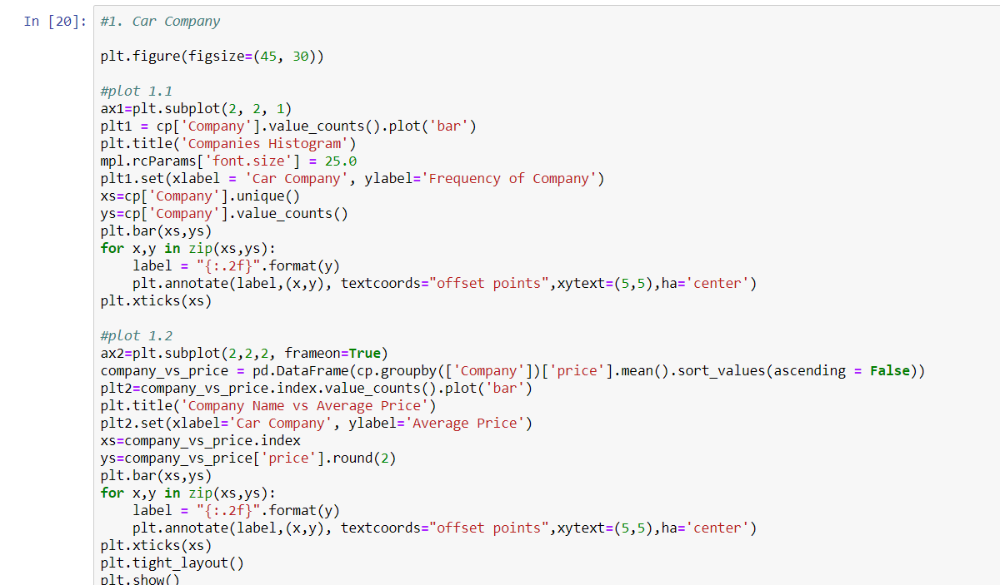 In [20]: #1. Car Company
plt.figure(figsize=(45, 30))
#plot 1.1
ax1=plt.subplot(2, 2, 1)
plt1 = cp['Company'].value_counts().plot('bar')
plt.title('Companies Histogram')
mpl.rcParams['font.size'] = 25.0
plt1.set(xlabel = 'Car Company', ylabel='Frequency of Company')
xs=cp['Company'].unique()
ys=cp['Company'].value_counts()
plt.bar(xs,ys)
for x,y in zip(xs,ys):
    label = "{:.2f}".format(y)
    plt.annotate(label,(x,y), textcoords="offset points",xytext=(5,5),ha='center')
plt.xticks(xs)
#plot 1.2
ax2=plt.subplot(2,2,2, frameon=True)
company_vs_price = pd.DataFrame(cp.groupby(['Company'])['price'].mean().sort_values(ascending = False))
plt2=company_vs_price.index.value_counts().plot('bar')
plt.title('Company Name vs Average Price')
plt2.set(xlabel='Car Company', ylabel='Average Price')
xs=company_vs_price.index
ys=company_vs_price['price'].round(2)
plt.bar(xs,ys)
for x,y in zip(xs,ys):
    label = "{:.2f}".format(y)
    plt.annotate(label,(x,y), textcoords="offset points",xytext=(5,5),ha='center')
plt.xticks(xs)
plt.tight_layout()
plt.show()